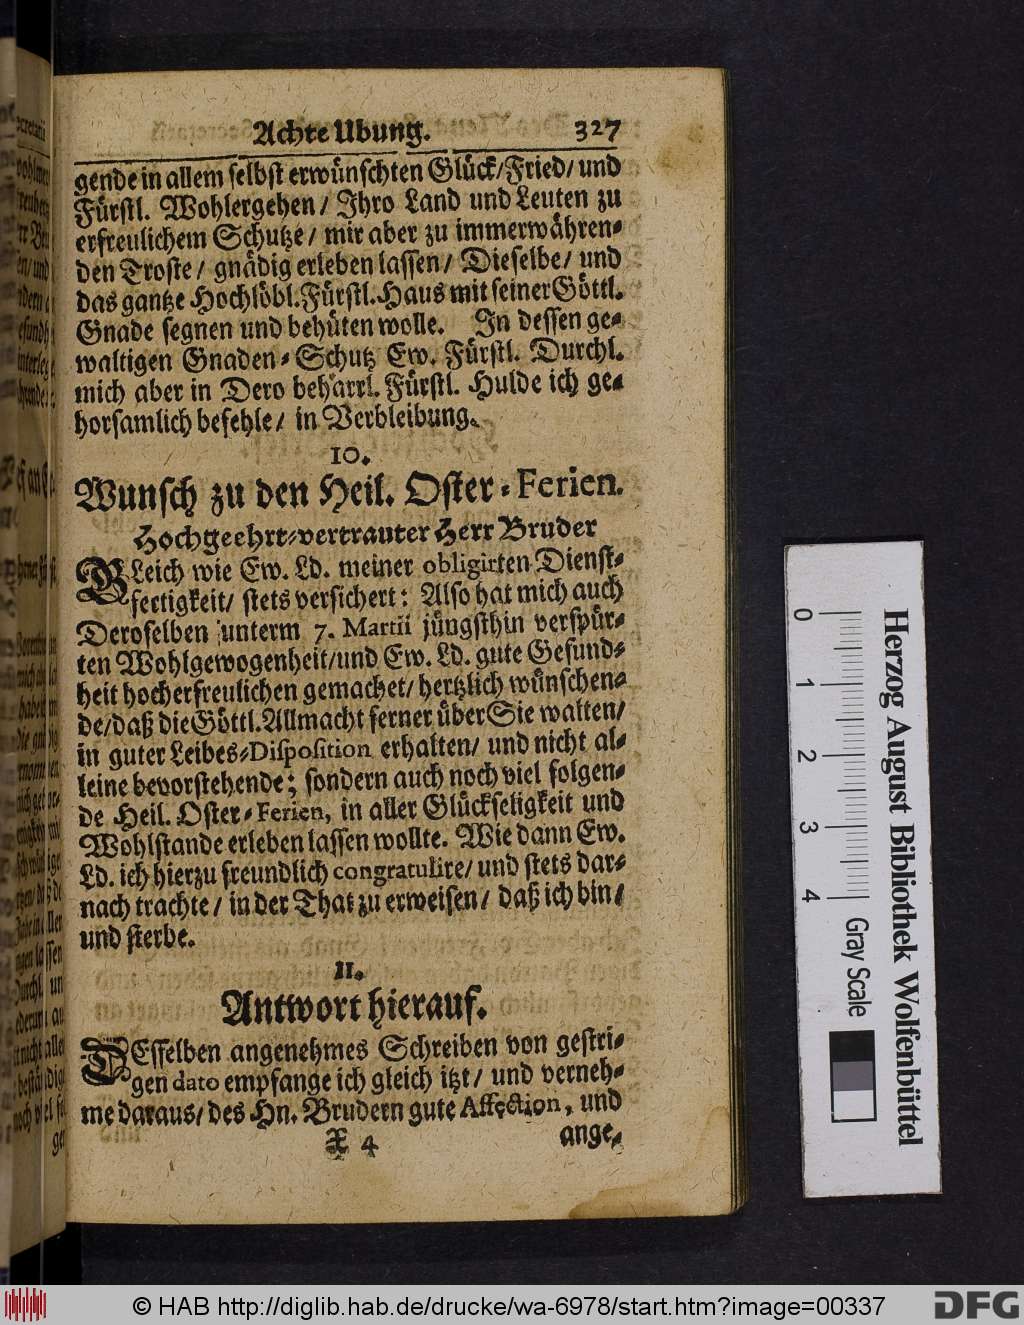 Achte Ubung. 327
gende in allem selbst erwünschten Glück/Fried/ und
Fürstl. Wohlergehen/ Ihro Land und Leuten zu
erfreulichem Schutze/ mir aber zu immerwähren-
den Troste/ gnädig erleben lassen/ Dieselbe/ und
das gantze Hochlöbl. Fürstl. Haus mit seiner Göttl.
Gnade segnen und behüten wolle. In dessen ge-
waltigen Gnaden-Schutz Ew. Fürstl. Durchl.
mich aber in Dero beharrl. Fürstl. Hulde ich ge-
horsamlich befehle/ in Verbleibung.
10.
Wunsch zu den Heil. Oster-Ferien.
Hochgeehrt-vertrauter Herr Bruder
GLeich wie Ew. Ld. meiner obligirten Dienst-
fertigkeit/ stets versichert: Also hat mich auch
Deroselben unterm 7. Martii jüngsthin verspür-
ten Wohlgewogenheit/und Ew. Ld. gute Gesund-
heit hocherfreulichen gemachet/ hertzlich wünschen-
de/daß die Göttl. Allmacht ferner über Sie walten/
in guter Leibes-Disposition erhalten/ und nicht al-
leine bevorstehende; sondern auch noch viel folgen-
de Heil. Oster-Ferien, in aller Glückseligkeit und
Wohlstande erleben lassen wollte. Wie dann Ew.
Ld. ich hierzu freundlich congratulire/ und stets dar-
nach trachte/ in der That zu erweisen/ daß ich bin/
und sterbe.
11.
Antwort hierauf.
DEsselben angenehmes Schreiben von gestri-
gen dato empfange ich gleich itzt/ und verneh-
me daraus/ des Hn. Brudern gute Affection, und
X 4 ange-
Herzog August Bibliothek Wolfenbüttel
0 1 2 3 4 Gray Scale
© HAB http://diglib.hab.de/drucke/wa-6978/start.htm?image=00337 DFG